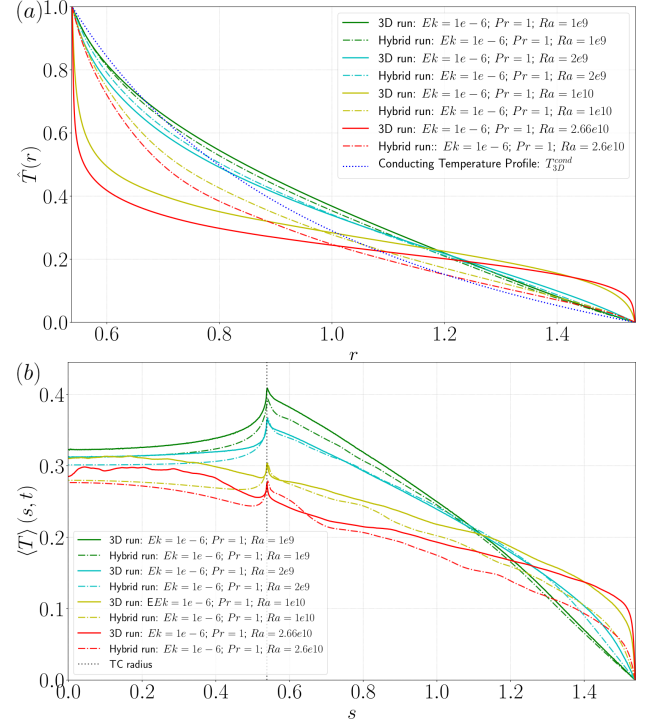 (a)
1.0
0.8
0.6
0.4
0.2
0.0
T̂(r)
3D run: Ek = 1e − 6; Pr = 1; Ra = 1e9
Hybrid run: Ek = 1e − 6; Pr = 1; Ra = 1e9
3D run: Ek = 1e − 6; Pr = 1; Ra = 2e9
Hybrid run: Ek = 1e − 6; Pr = 1; Ra = 2e9
3D run: Ek = 1e − 6; Pr = 1; Ra = 1e10
Hybrid run: Ek = 1e − 6; Pr = 1; Ra = 1e10
3D run: Ek = 1e − 6; Pr = 1; Ra = 2.66e10
Hybrid run:: Ek = 1e − 6; Pr = 1; Ra = 2.6e10
Conducting Temperature Profile: T_{3D}^{cond}
0.6 0.8 1.0 1.2 1.4
r
(b)
0.4
0.3
0.2
0.1
0.0
⟨T⟩ (s, t)
3D run: Ek = 1e − 6; Pr = 1; Ra = 1e9
Hybrid run: Ek = 1e − 6; Pr = 1; Ra = 1e9
3D run: Ek = 1e − 6; Pr = 1; Ra = 2e9
Hybrid run: Ek = 1e − 6; Pr = 1; Ra = 2e9
3D run: EEk = 1e − 6; Pr = 1; Ra = 1e10
Hybrid run: Ek = 1e − 6; Pr = 1; Ra = 1e10
3D run: Ek = 1e − 6; Pr = 1; Ra = 2.66e10
Hybrid run: Ek = 1e − 6; Pr = 1; Ra = 2.6e10
TC radius
0.0 0.2 0.4 0.6 0.8 1.0 1.2 1.4
s